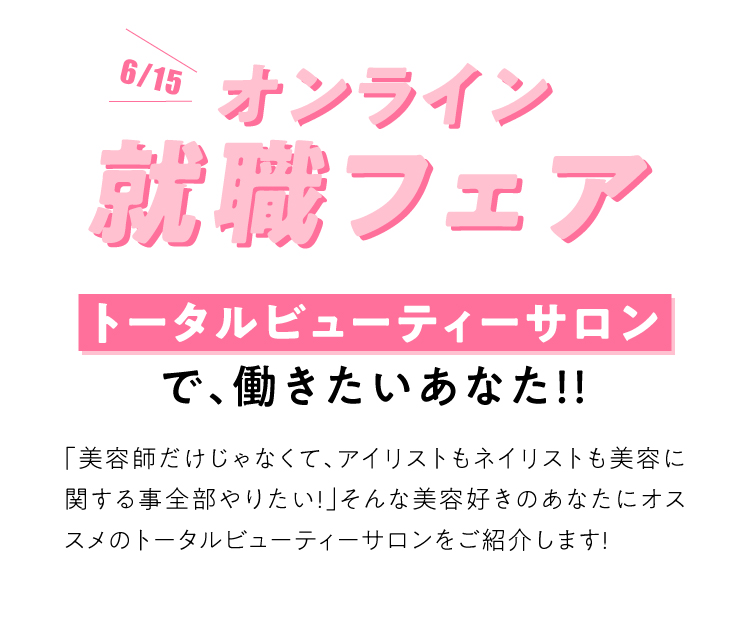 6/15
オンライン
就職フェア
トータルビューティーサロン
で、働きたいあなた!!
「美容師だけじゃなくて、アイリストもネイリストも美容に
関する事全部やりたい!」そんな美容好きのあなたにオス
スメのトータルビューティーサロンをご紹介します!